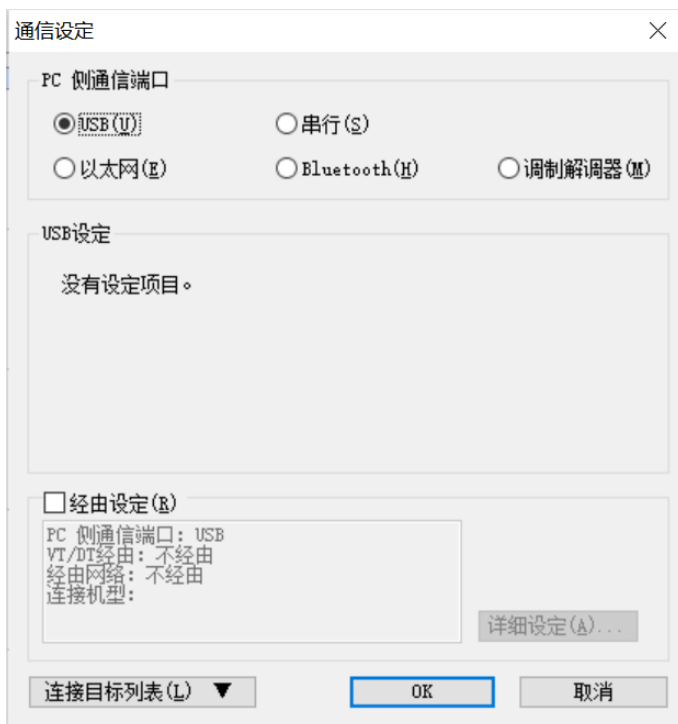 通信设定
PC 侧通信端口
USB(U) 串行(S)
以太网(E) Bluetooth(H) 调制解调器(M)
USB设定
没有设定项目。
经由设定(R)
PC 侧通信端口: USB
VT/DT经由: 不经由
经由网络: 不经由
连接机型:
详细设定(A)...
连接目标列表(L) ▼ OK 取消